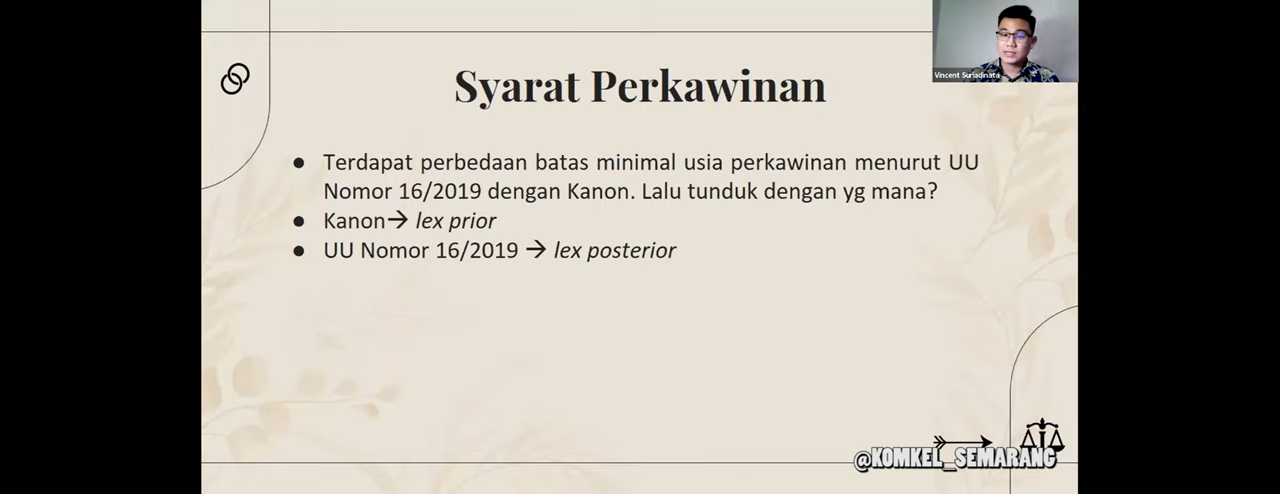 Vincent Suriadinata
Syarat Perkawinan
● Terdapat perbedaan batas minimal usia perkawinan menurut UU
Nomor 16/2019 dengan Kanon. Lalu tunduk dengan yg mana?
● Kanon→ lex prior
● UU Nomor 16/2019 → lex posterior
@KOMKEL_SEMARANG